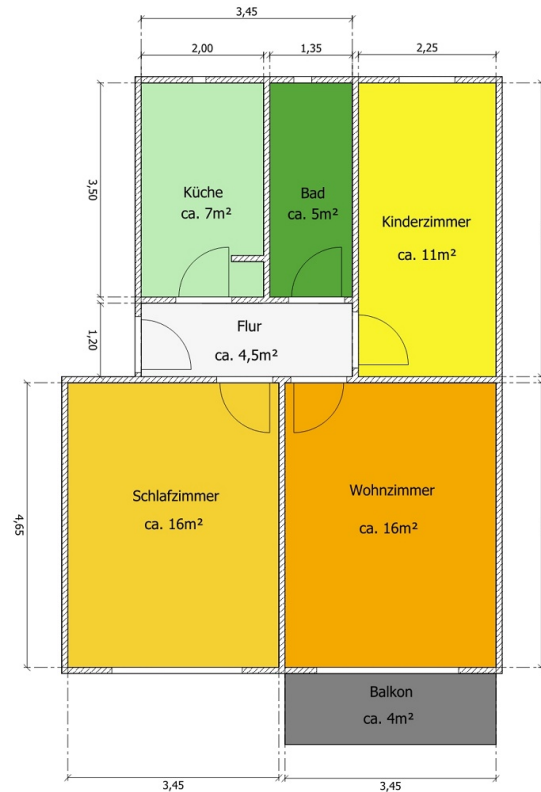 3,45
2,00
1,35
2,25
3,50
Küche
ca. 7m²
Bad
ca. 5m²
Kinderzimmer
ca. 11m²
1,20
Flur
ca. 4,5m²
4,65
Schlafzimmer
ca. 16m²
Wohnzimmer
ca. 16m²
Balkon
ca. 4m²
3,45
3,45